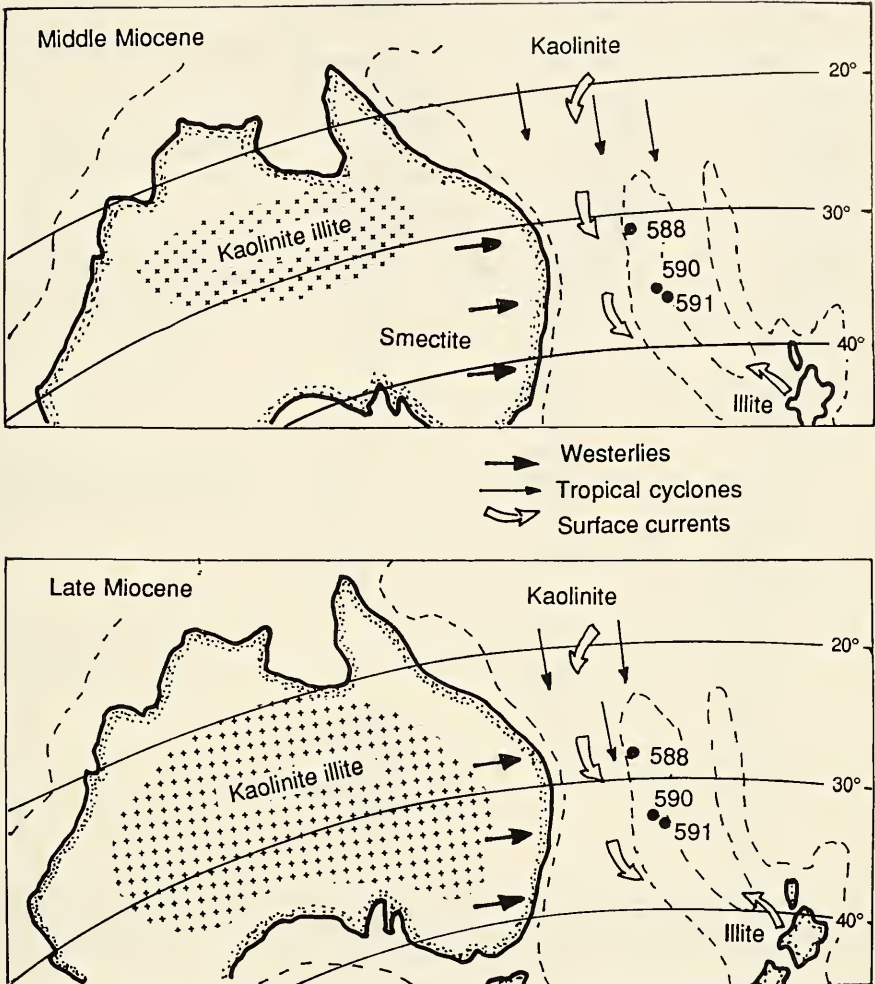 Middle Miocene
Kaolinite
20°
Kaolinite illite
30°
588
590
591
Smectite
40°
Illite
Westerlies
Tropical cyclones
Surface currents
Late Miocene
Kaolinite
20°
588
Kaolinite illite
30°
590
591
Illite
40°